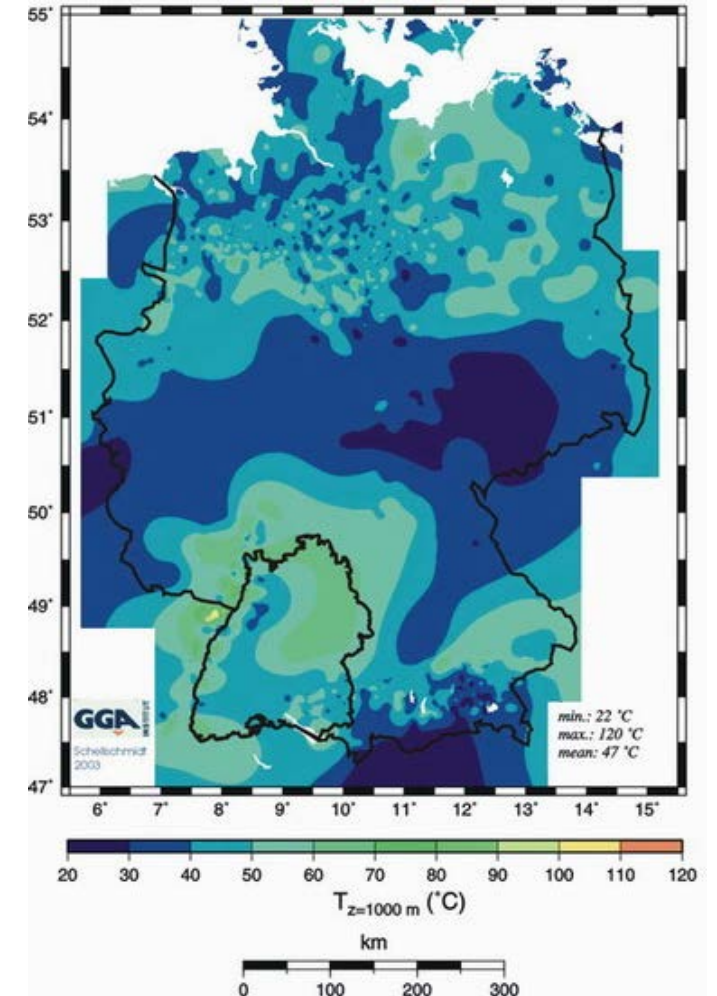 55°
54°
53°
52°
51°
50°
49°
48°
47°
GGA
INSTITUT
Schellschmidt
2003
min.: 22 °C
max.: 120 °C
mean: 47 °C
6° 7° 8° 9° 10° 11° 12° 13° 14° 15°
20 30 40 50 60 70 80 90 100 110 120
T z=1000 m (°C)
km
0 100 200 300